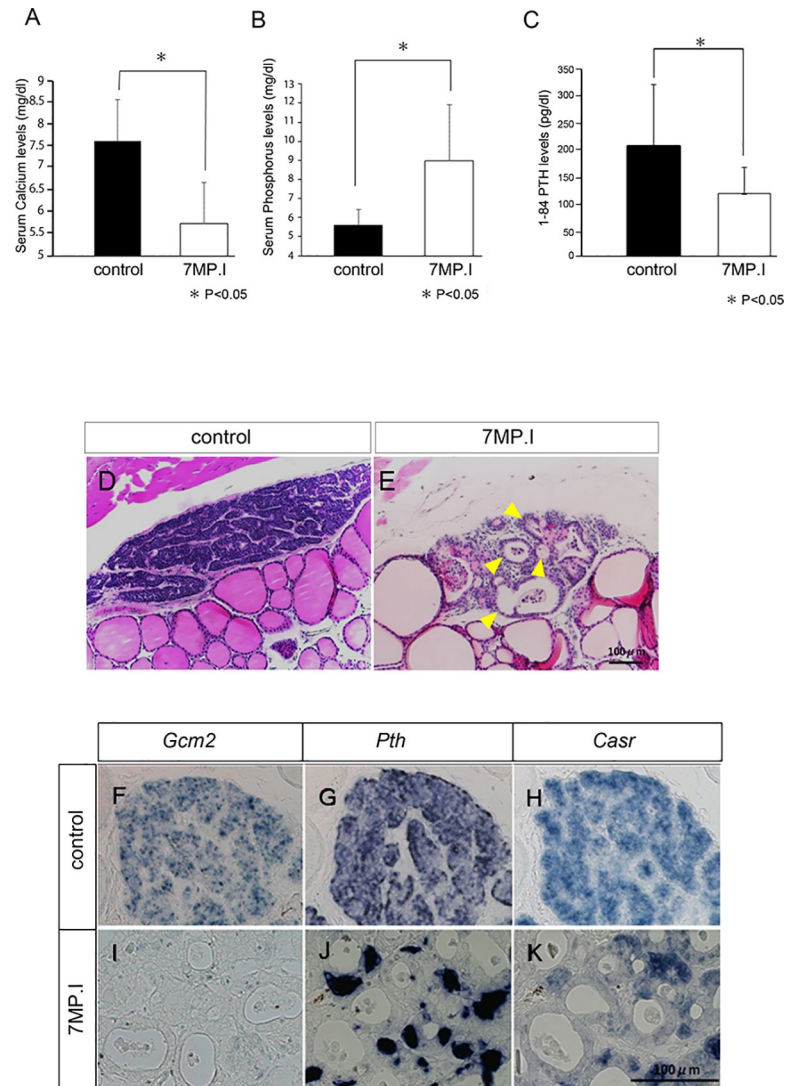 A
B
C
*
*
*
Serum Calcium levels (mg/dl)
9
8.5
8
7.5
7
6.5
6
5.5
5
control 7MP.I
* P<0.05
Serum Phosphorus levels (mg/dl)
13
12
11
10
9
8
7
6
5
4
control 7MP.I
* P<0.05
1-84 PTH levels (pg/dl)
350
300
250
200
150
100
50
0
control 7MP.I
* P<0.05
control 7MP.I
D
E
100μm
Gcm2 Pth Casr
control
F
G
H
7MP.I
I
J
K
100μm